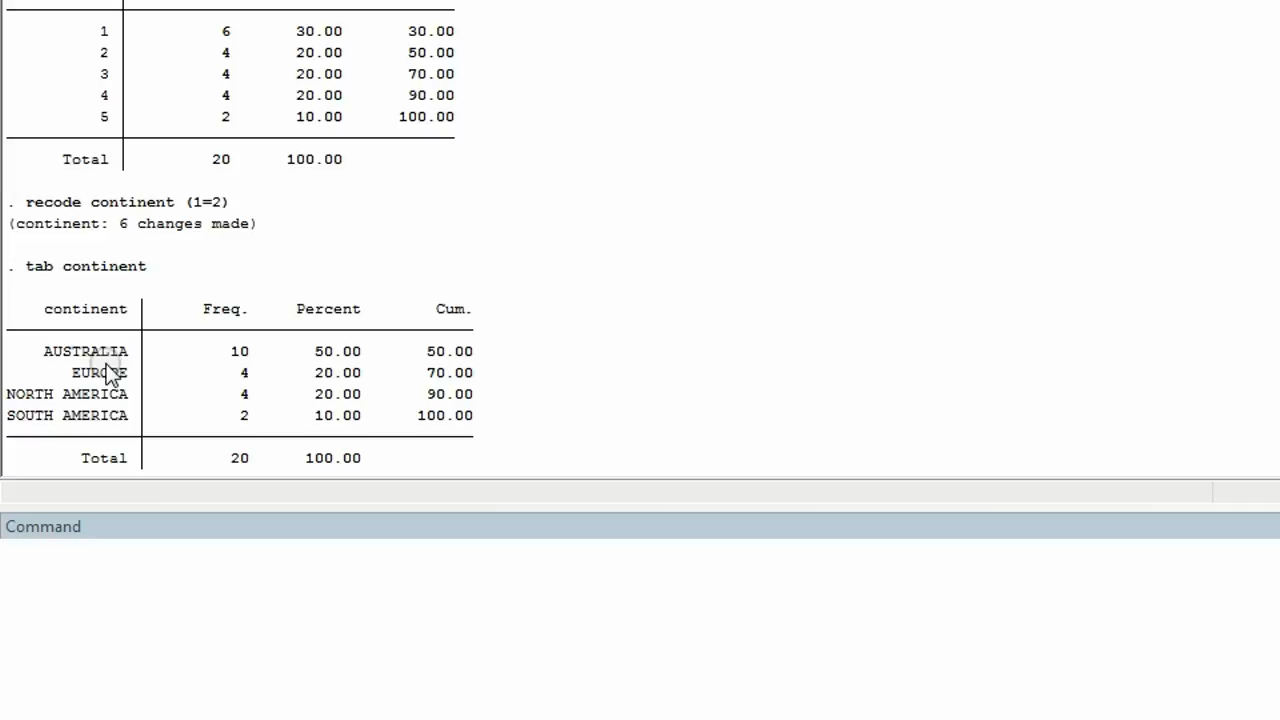 1 6 30.00 30.00
2 4 20.00 50.00
3 4 20.00 70.00
4 4 20.00 90.00
5 2 10.00 100.00
Total 20 100.00
. recode continent (1=2)
(continent: 6 changes made)
. tab continent
continent Freq. Percent Cum.
AUSTRALIA 10 50.00 50.00
EUROPE 4 20.00 70.00
NORTH AMERICA 4 20.00 90.00
SOUTH AMERICA 2 10.00 100.00
Total 20 100.00
Command